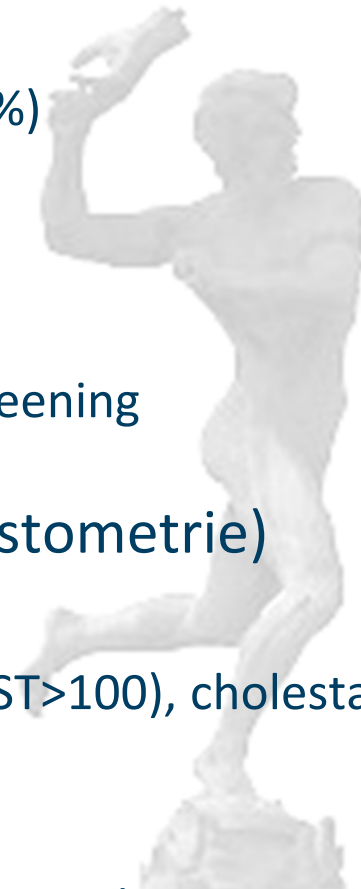 %)
eening
stometrie)
ST>100), cholesta